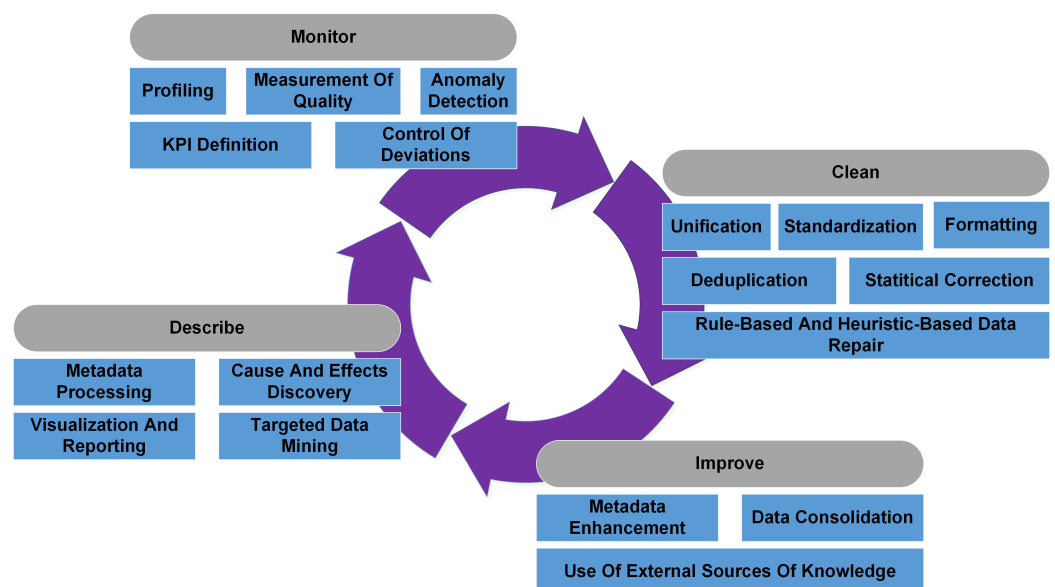 Monitor
Profiling
Measurement Of
Quality
Anomaly
Detection
KPI Definition
Control Of
Deviations
Clean
Unification
Standardization
Formatting
Deduplication
Statitical Correction
Rule-Based And Heuristic-Based Data
Repair
Describe
Metadata
Processing
Cause And Effects
Discovery
Visualization And
Reporting
Targeted Data
Mining
Improve
Metadata
Enhancement
Data Consolidation
Use Of External Sources Of Knowledge